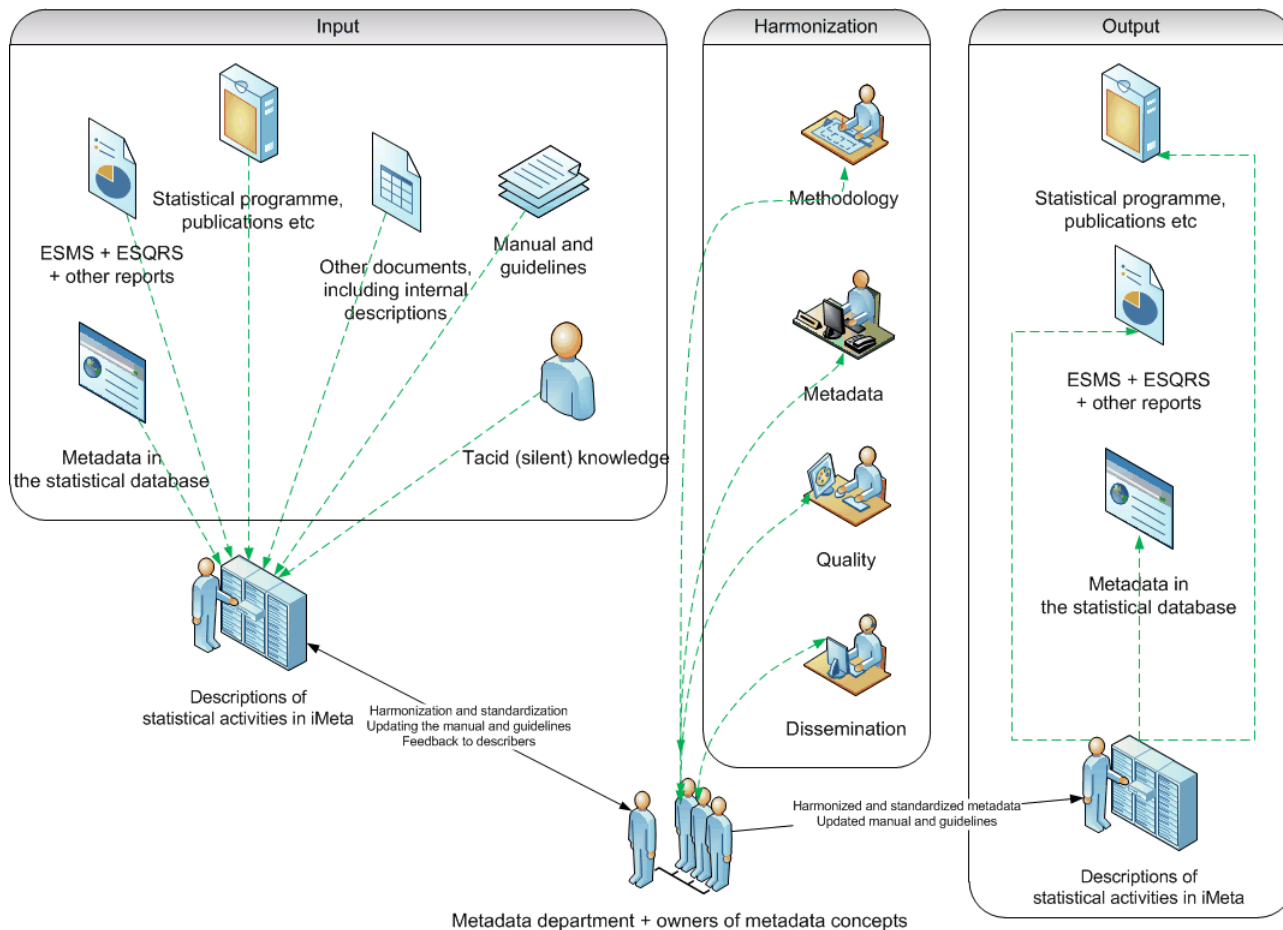 Input
Statistical programme,
publications etc
ESMS + ESQRS
+ other reports
Other documents,
including internal
descriptions
Manual and
guidelines
Metadata in
the statistical database
Tacid (silent) knowledge
Descriptions of
statistical activities in iMeta
Harmonization and standardization
Updating the manual and guidelines
Feedback to describers
Harmonization
Methodology
Metadata
Quality
Dissemination
Metadata department + owners of metadata concepts
Harmonized and standardized metadata
Updated manual and guidelines
Output
Statistical programme,
publications etc
ESMS + ESQRS
+ other reports
Metadata in
the statistical database
Descriptions of
statistical activities in iMeta